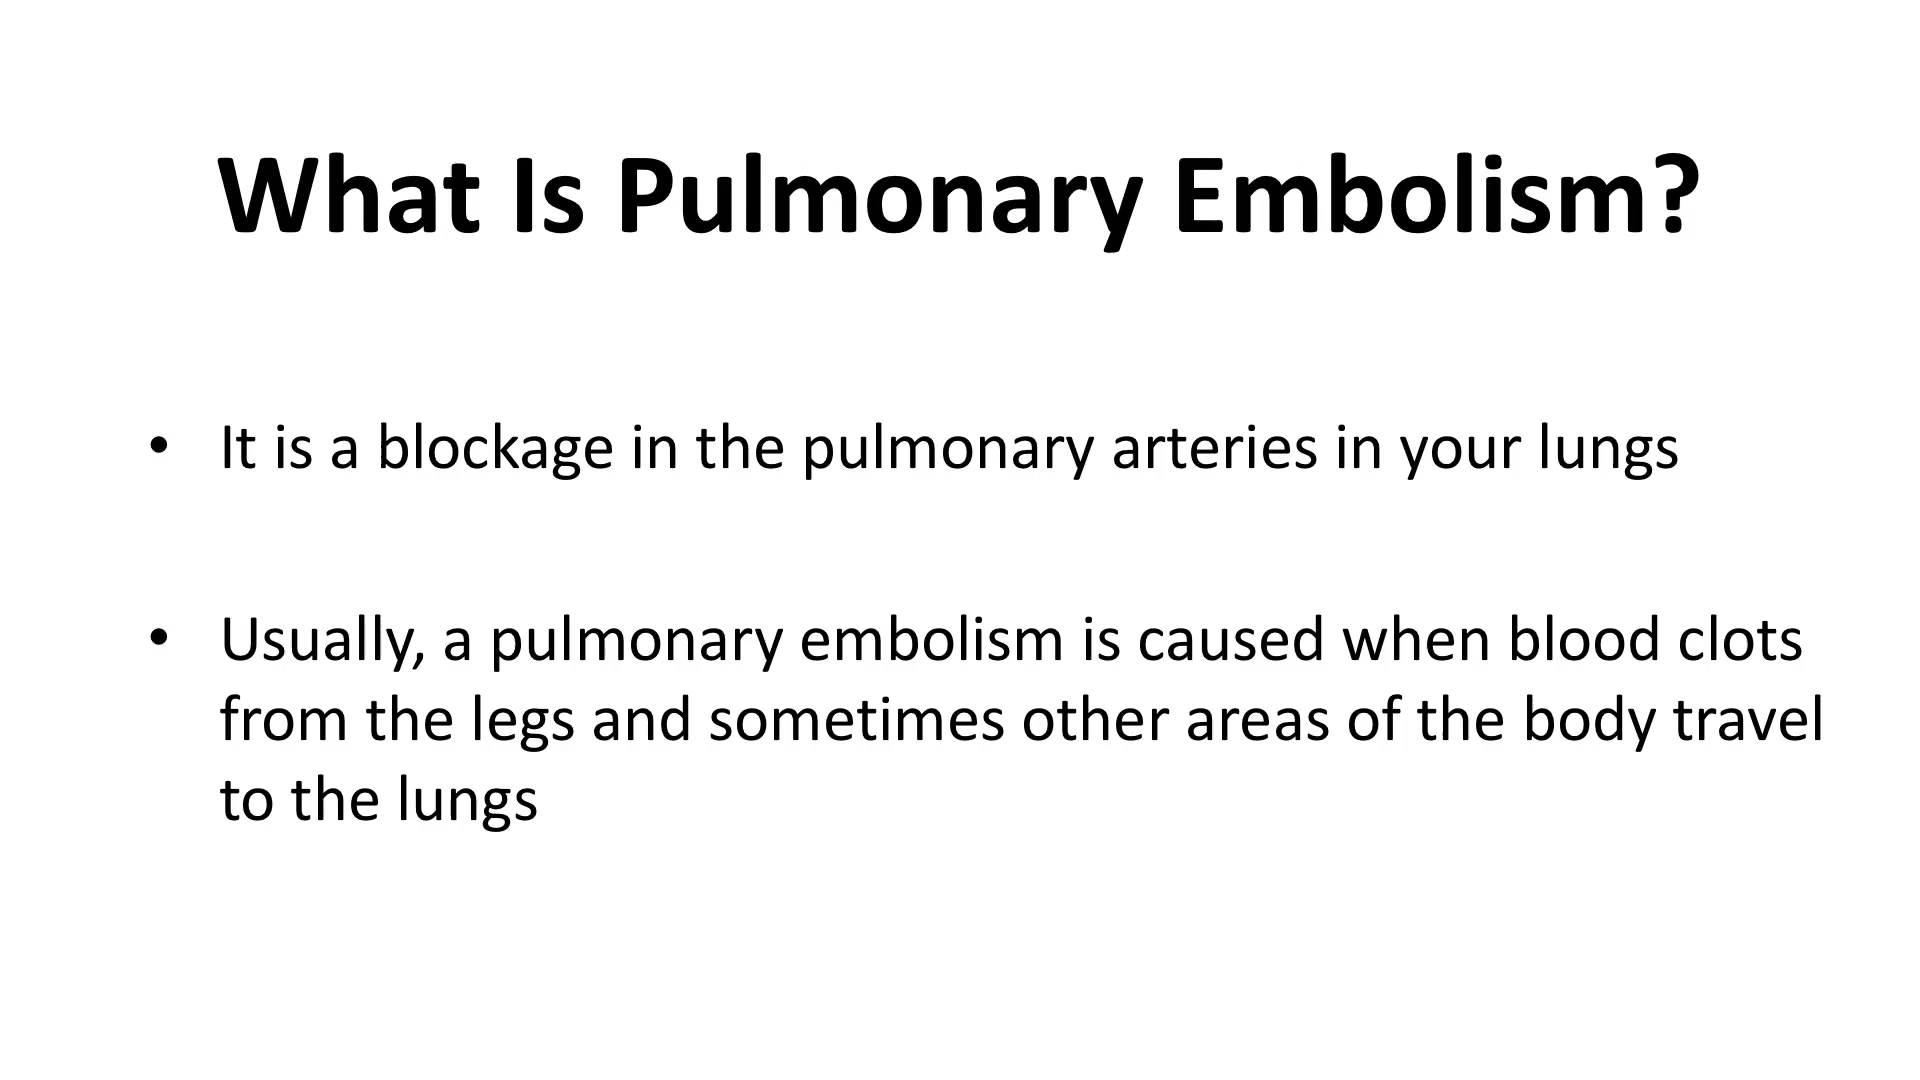 What Is Pulmonary Embolism?
• It is a blockage in the pulmonary arteries in your lungs
• Usually, a pulmonary embolism is caused when blood clots
from the legs and sometimes other areas of the body travel
to the lungs